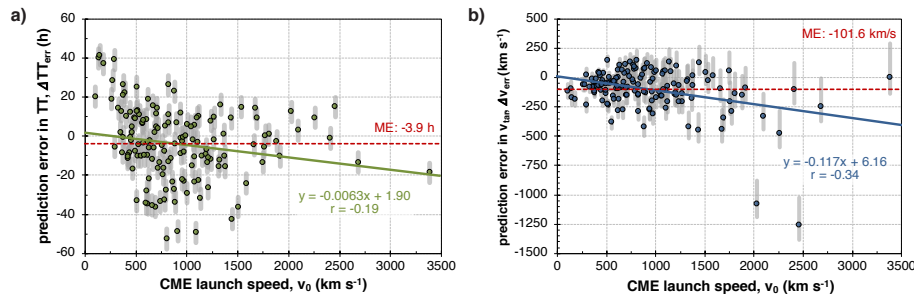 a)
prediction error in TT, ΔTTerr (h)
60
40
20
0
-20
-40
-60
ME: -3.9 h
y = -0.0063x + 1.90
r = -0.19
0 500 1000 1500 2000 2500 3000 3500
CME launch speed, v0 (km s-1)
b)
prediction error in vtar, Δverr (km s-1)
500
250
0
-250
-500
-750
-1000
-1250
-1500
ME: -101.6 km/s
y = -0.117x + 6.16
r = -0.34
0 500 1000 1500 2000 2500 3000 3500
CME launch speed, v0 (km s-1)